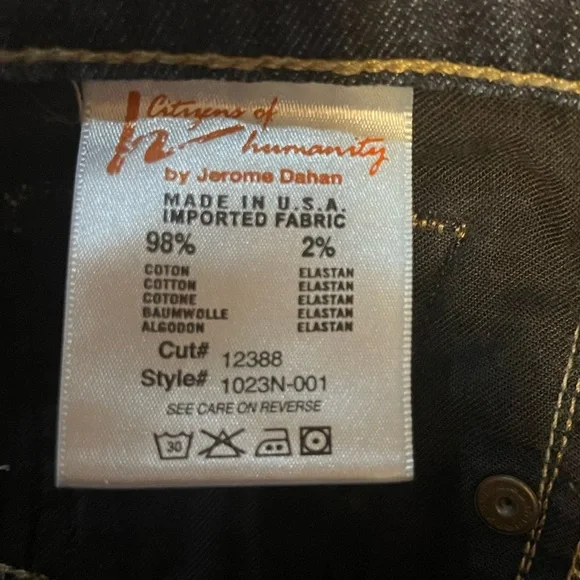 Citizens of
humanity
by Jerome Dahan
MADE IN U.S.A.
IMPORTED FABRIC
98% 2%
COTON ELASTAN
COTTON ELASTAN
COTONE ELASTAN
BAUMWOLLE ELASTAN
ALGODON ELASTAN
Cut# 12388
Style# 1023N-001
SEE CARE ON REVERSE
30